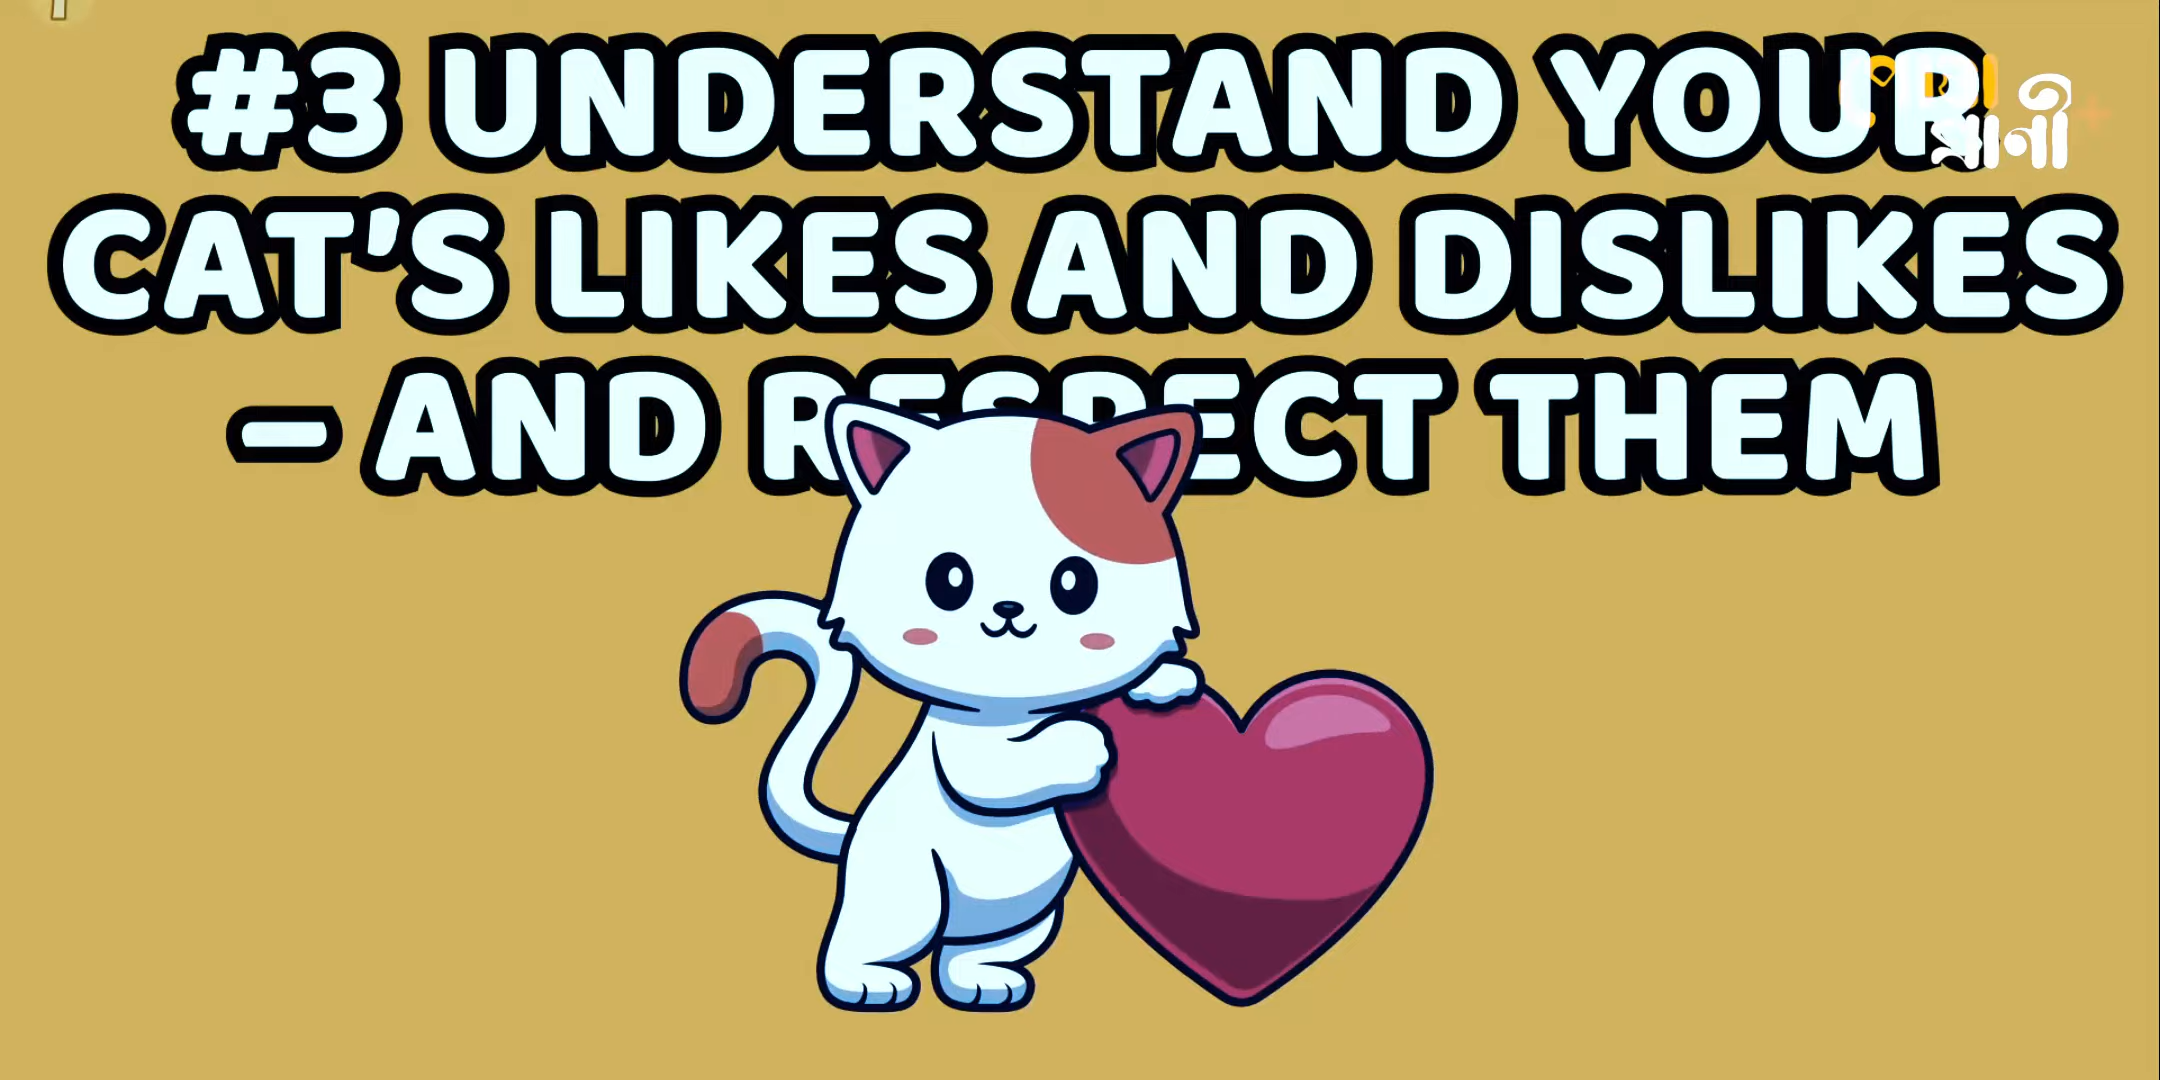 #3 UNDERSTAND YOUR
CAT'S LIKES AND DISLIKES
– AND RESPECT THEM